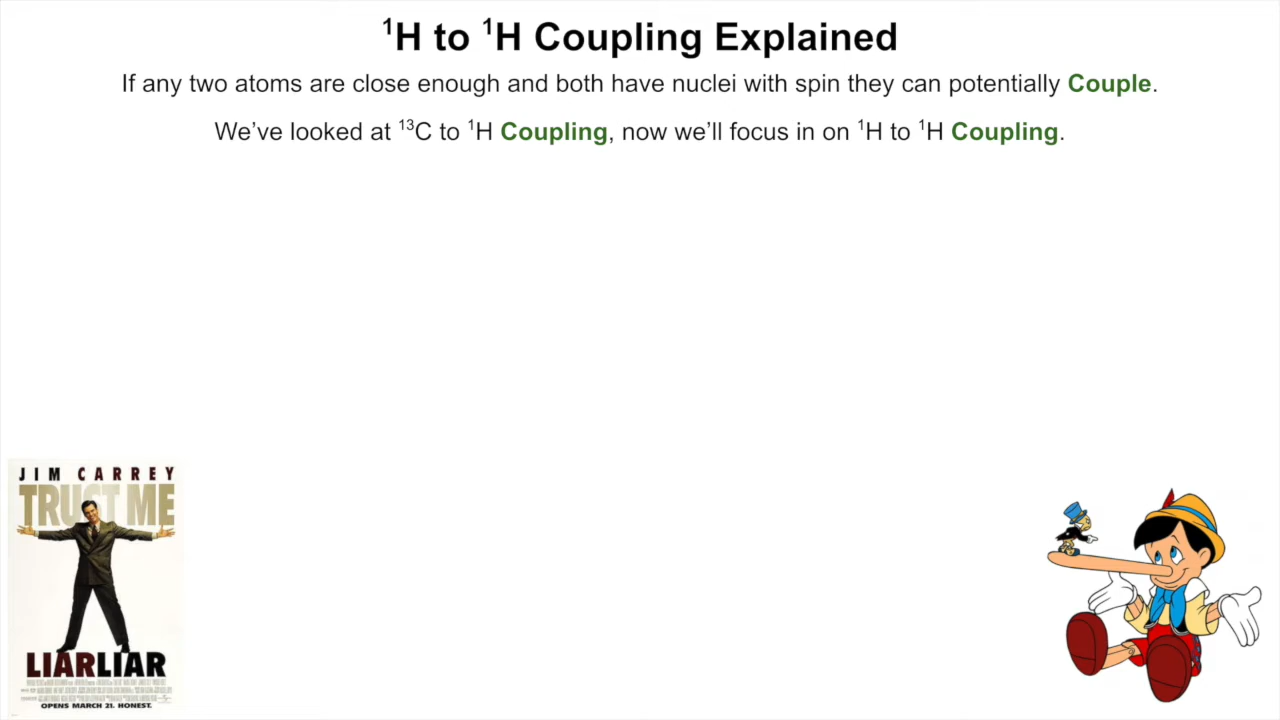 ¹H to ¹H Coupling Explained
If any two atoms are close enough and both have nuclei with spin they can potentially Couple.
We’ve looked at ¹³C to ¹H Coupling, now we’ll focus in on ¹H to ¹H Coupling.
JIM CARREY
TRUST ME
LIARLIAR
OPENS MARCH 21. HONEST.